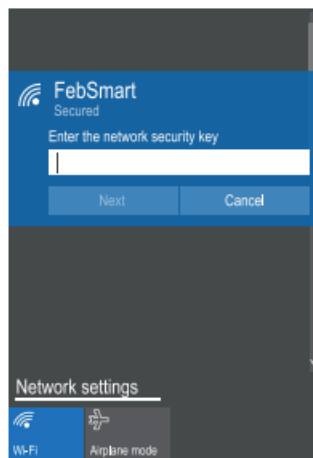 FebSmart
Secured
Enter the network security key
Next
Cancel
Network settings
Wi-Fi
Airplane mode